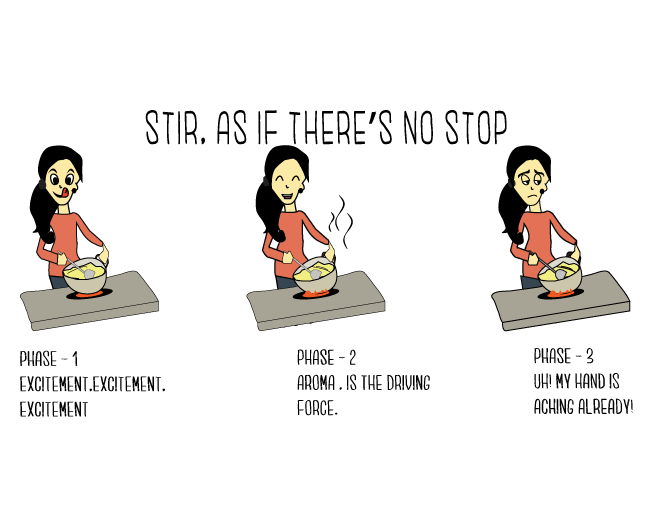 STIR. AS IF THERE'S NO STOP
PHASE - 1
EXCITEMENT.EXCITEMENT.
EXCITEMENT
PHASE - 2
AROMA . IS THE DRIVING
FORCE.
PHASE - 3
UH! MY HAND IS
ACHING ALREADY!